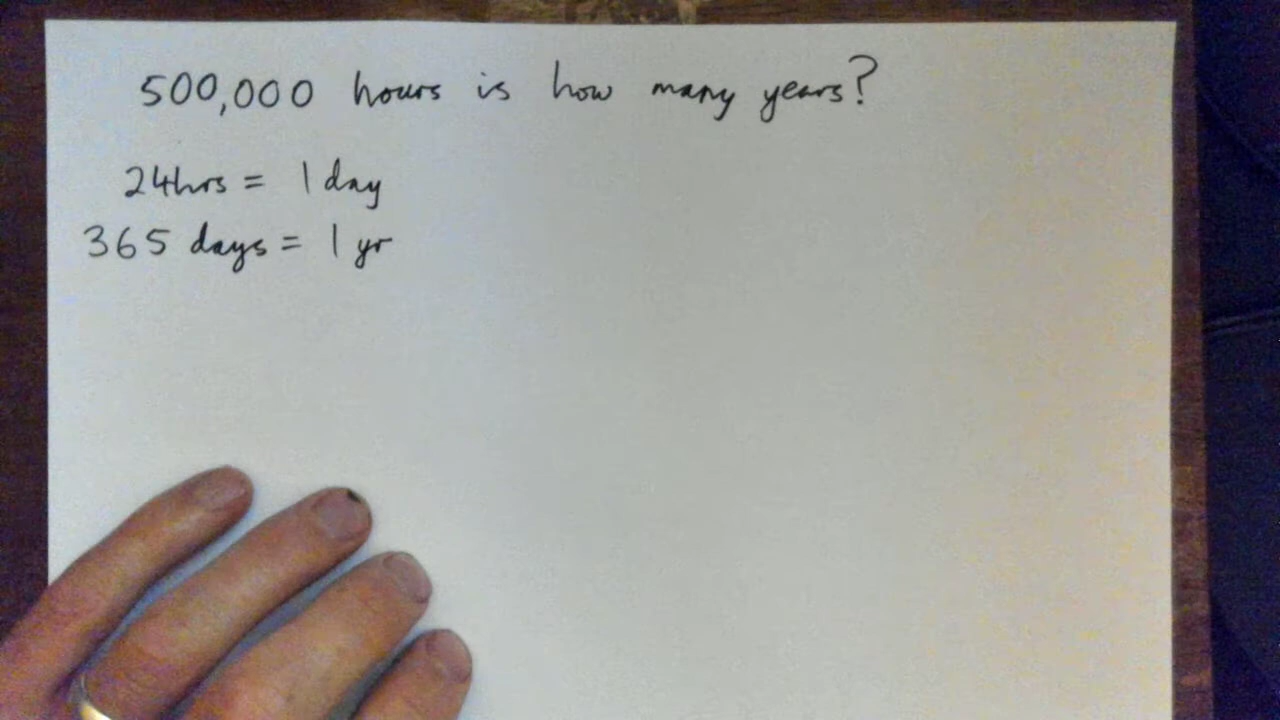 500,000 hours is how many years?
24hrs = 1 day
365 days = 1 yr